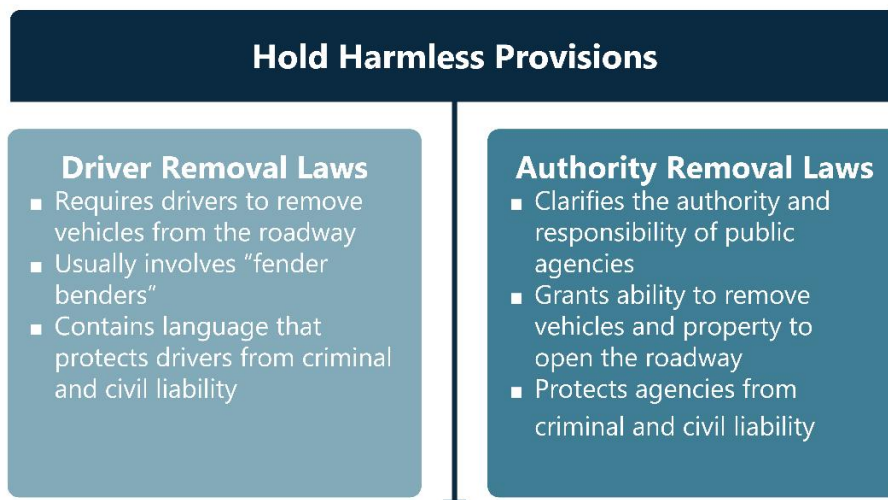 Hold Harmless Provisions
Driver Removal Laws
▪ Requires drivers to remove
vehicles from the roadway
▪ Usually involves “fender
benders”
▪ Contains language that
protects drivers from criminal
and civil liability
Authority Removal Laws
▪ Clarifies the authority and
responsibility of public
agencies
▪ Grants ability to remove
vehicles and property to
open the roadway
▪ Protects agencies from
criminal and civil liability